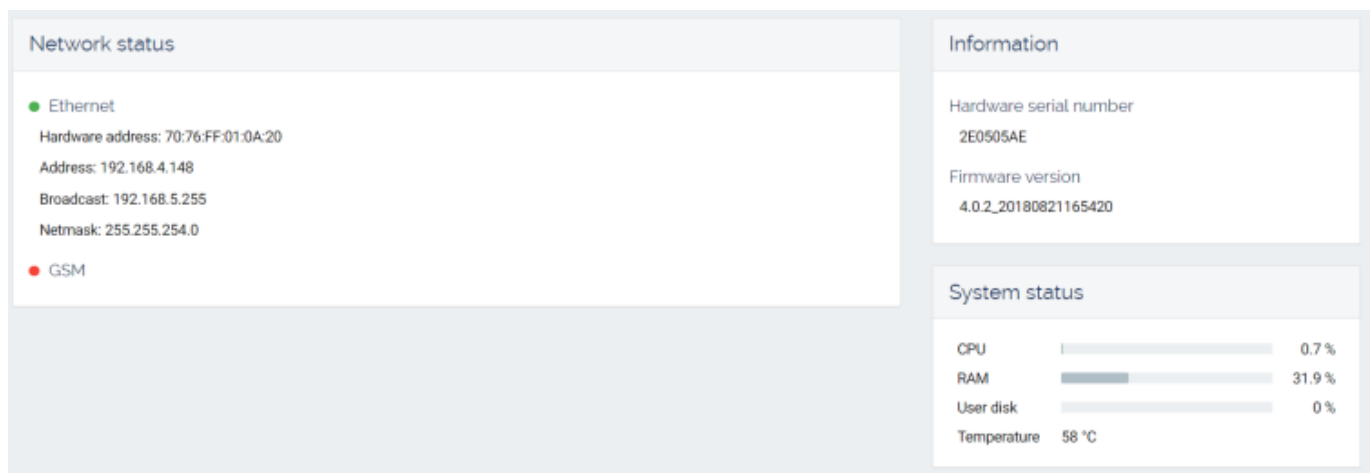 Network status
Ethernet
Hardware address: 70:76:FF:01:0A:20
Address: 192.168.4.148
Broadcast: 192.168.5.255
Netmask: 255.255.254.0
GSM
Information
Hardware serial number
2E0505AE
Firmware version
4.0.2_20180821165420
System status
CPU 0.7 %
RAM 31.9 %
User disk 0 %
Temperature 58 °C